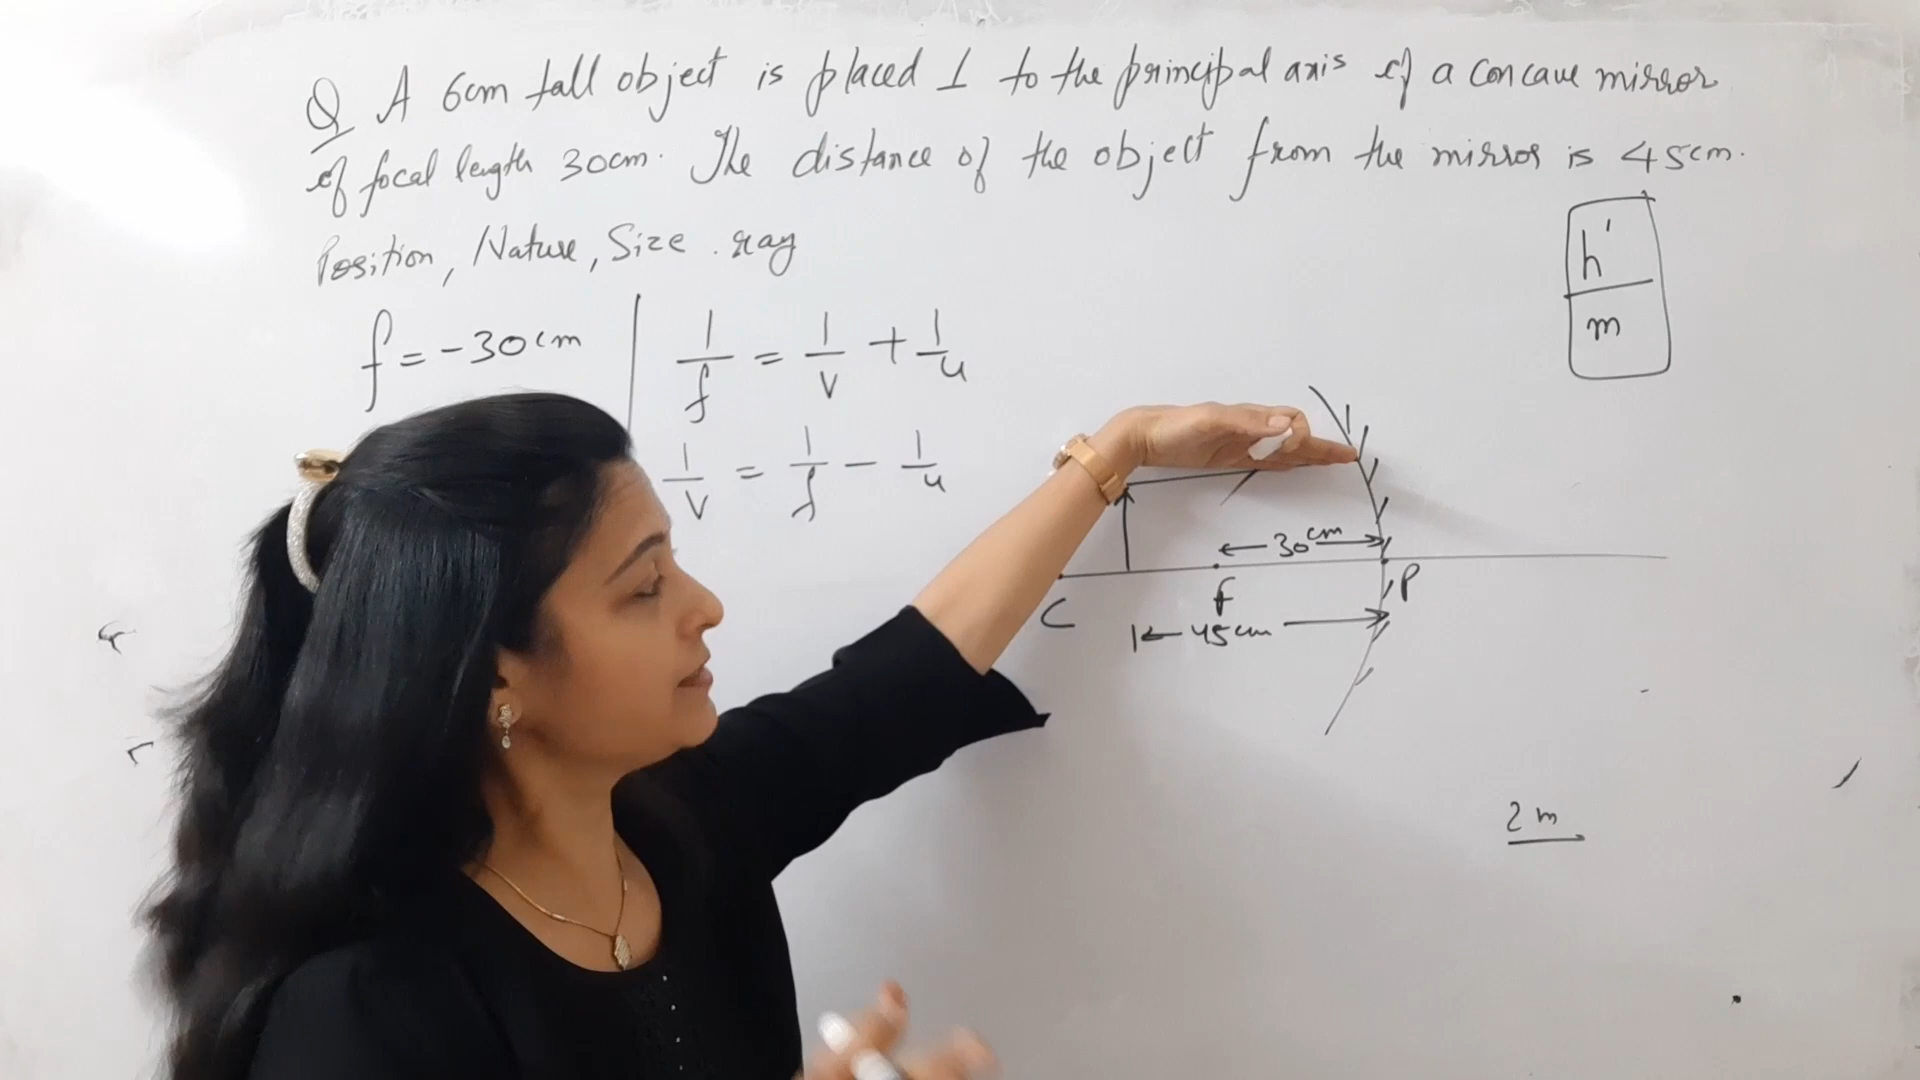 Q A 6cm tall object is placed ⊥ to the principal axis of a concave mirror
of focal length 30cm. The distance of the object from the mirror is 45cm.
Position, Nature, Size. ray
h'
m
f = -30cm
1/f = 1/v + 1/u
1/v = 1/f - 1/u
30cm
C f P
45cm
2m